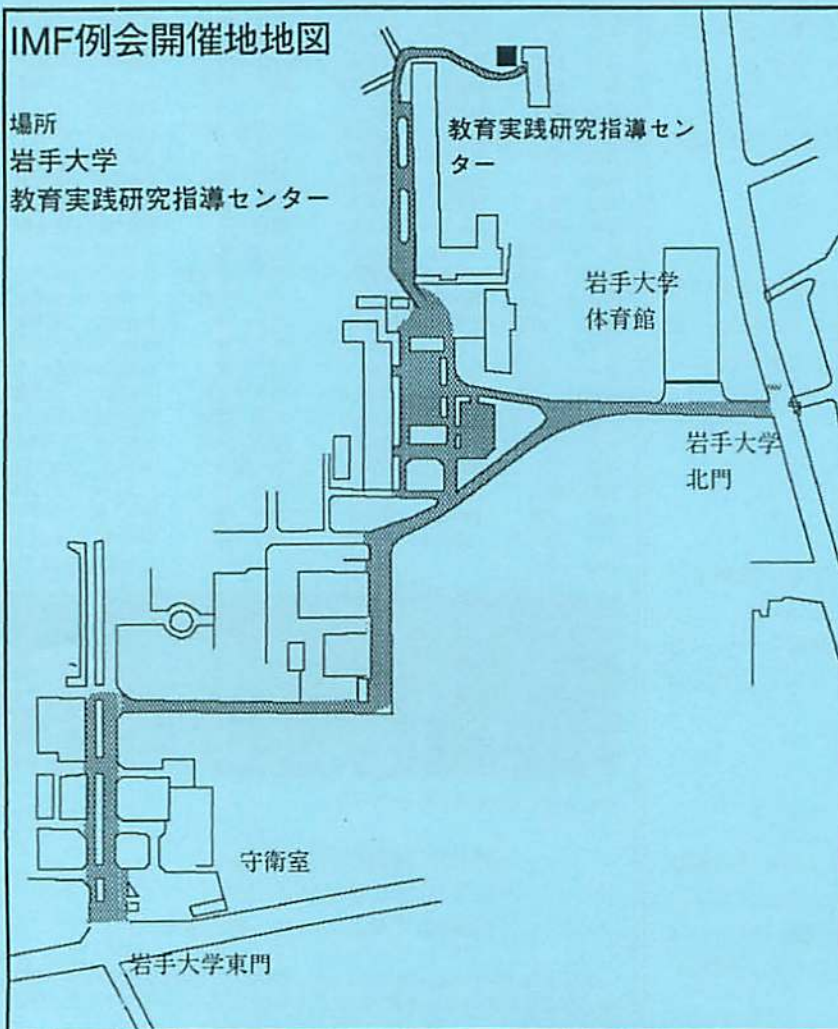 IMF例会開催地地図
場所
岩手大学
教育実践研究指導センター
教育実践研究指導セン
ター
岩手大学
体育館
岩手大学
北門
守衛室
岩手大学東門